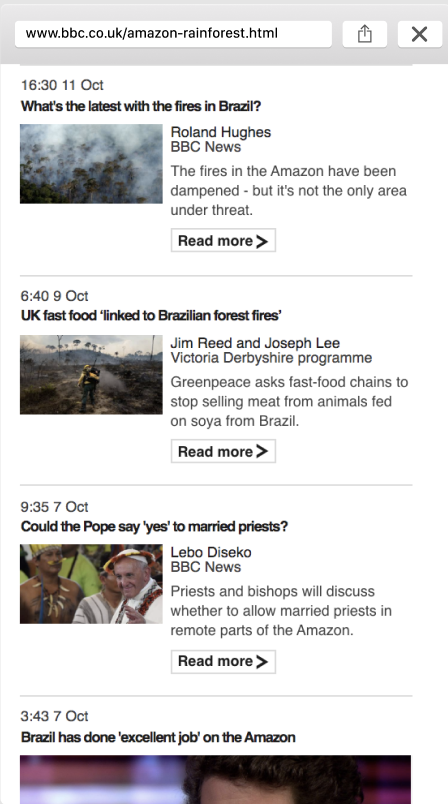 www.bbc.co.uk/amazon-rainforest.html
16:30 11 Oct
What's the latest with the fires in Brazil?
Roland Hughes
BBC News
The fires in the Amazon have been
dampened - but it's not the only area
under threat.
Read more
6:40 9 Oct
UK fast food ‘linked to Brazilian forest fires’
Jim Reed and Joseph Lee
Victoria Derbyshire programme
Greenpeace asks fast-food chains to
stop selling meat from animals fed
on soya from Brazil.
Read more
9:35 7 Oct
Could the Pope say 'yes' to married priests?
Lebo Diseko
BBC News
Priests and bishops will discuss
whether to allow married priests in
remote parts of the Amazon.
Read more
3:43 7 Oct
Brazil has done 'excellent job' on the Amazon